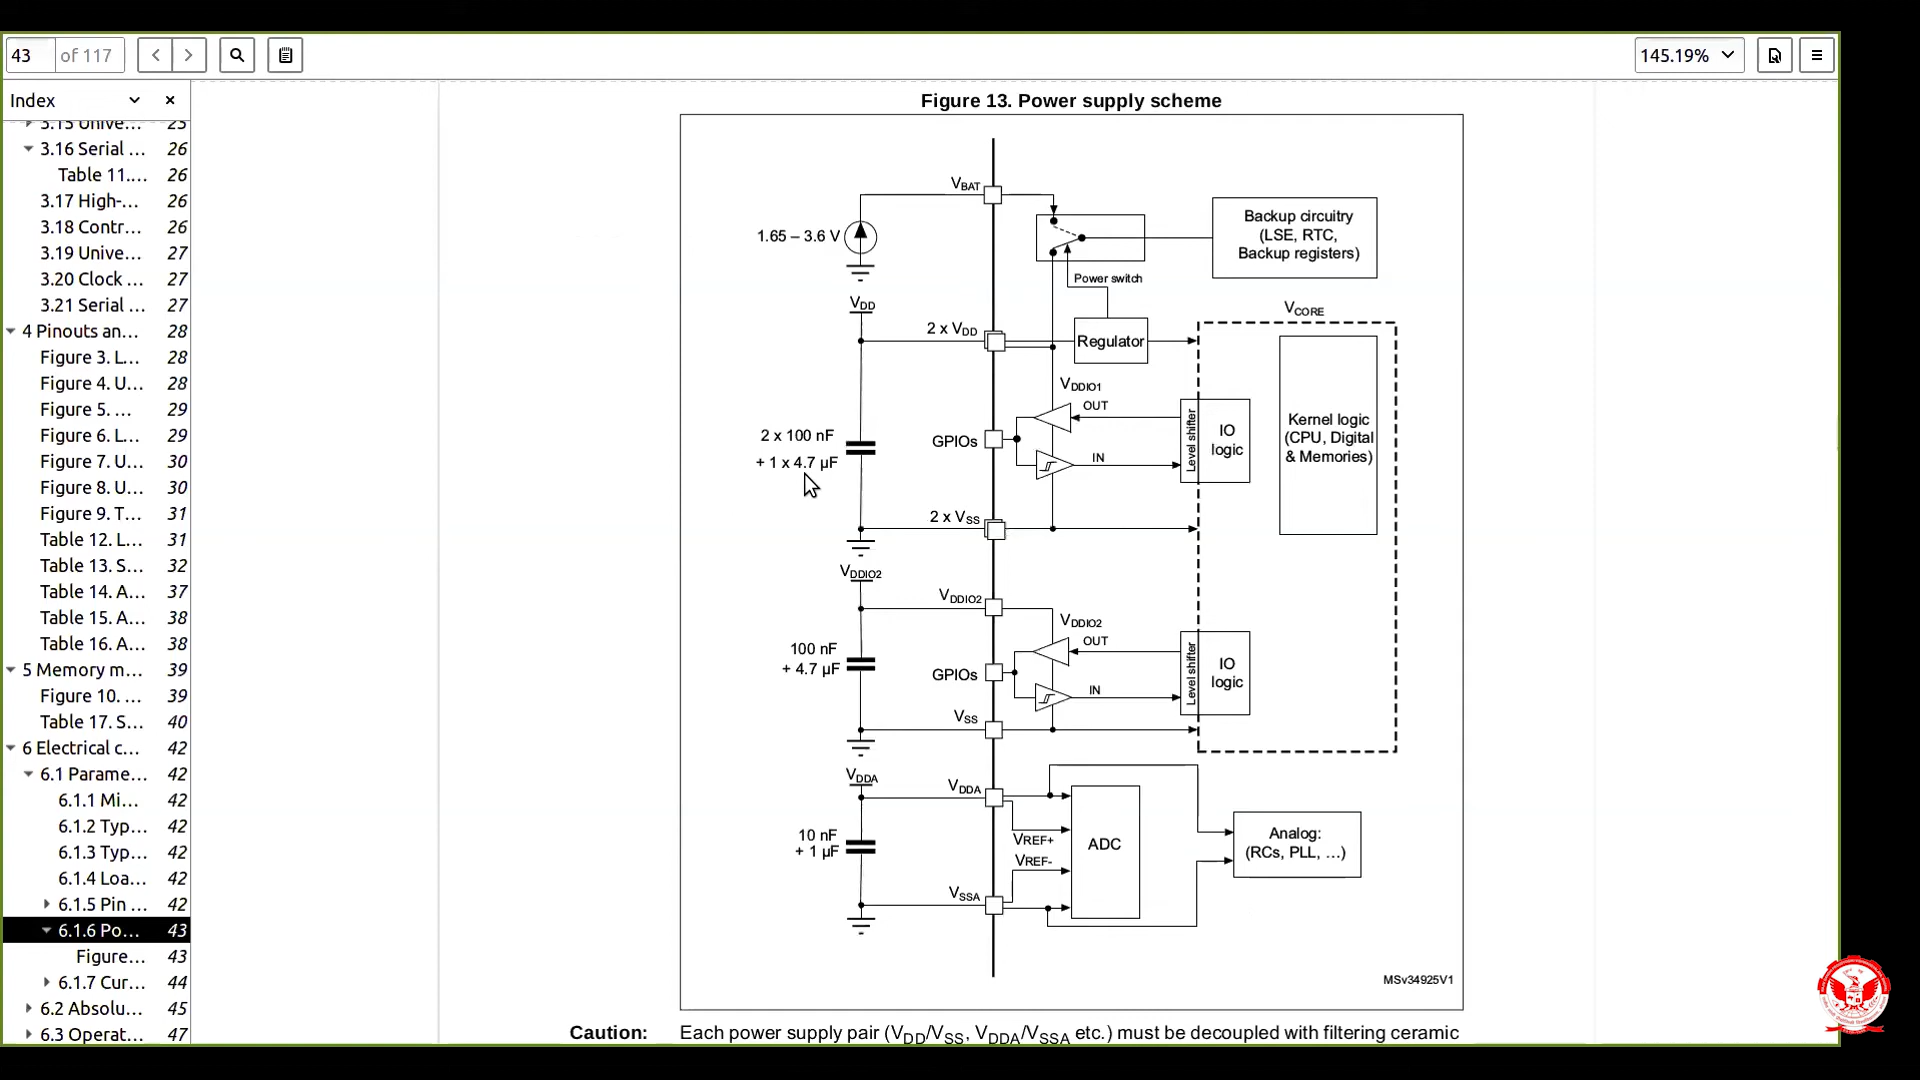 43 of 117
145.19%
Index
3.15 Unive... 25
3.16 Serial ... 26
Table 11.... 26
3.17 High-... 26
3.18 Contr... 26
3.19 Unive... 27
3.20 Clock ... 27
3.21 Serial ... 27
4 Pinouts an... 28
Figure 3. L... 28
Figure 4. U... 28
Figure 5. ... 29
Figure 6. L... 29
Figure 7. U... 30
Figure 8. U... 30
Figure 9. T... 31
Table 12. L... 31
Table 13. S... 32
Table 14. A... 37
Table 15. A... 38
Table 16. A... 38
5 Memory m... 39
Figure 10. ... 39
Table 17. S... 40
6 Electrical c... 42
6.1 Parame... 42
6.1.1 Mi... 42
6.1.2 Typ... 42
6.1.3 Typ... 42
6.1.4 Loa... 42
6.1.5 Pin ... 42
6.1.6 Po... 43
Figure... 43
6.1.7 Cur... 44
6.2 Absolu... 45
6.3 Operat... 47
Figure 13. Power supply scheme
VBAT
1.65 – 3.6 V
Backup circuitry
(LSE, RTC,
Backup registers)
Power switch
VDD
VCORE
2 x VDD
Regulator
VDDIO1
OUT
GPIOs
IN
Level shifter
IO
logic
Kernel logic
(CPU, Digital
& Memories)
2 x 100 nF
+ 1 x 4.7 µF
2 x VSS
VDDIO2
VDDIO2
VDDIO2
OUT
GPIOs
IN
Level shifter
IO
logic
100 nF
+ 4.7 µF
VSS
VDDA
VDDA
10 nF
+ 1 µF
VREF+
VREF-
ADC
Analog:
(RCs, PLL, ...)
VSSA
MSv34925V1
Caution: Each power supply pair (VDD/VSS, VDDA/VSSA etc.) must be decoupled with filtering ceramic